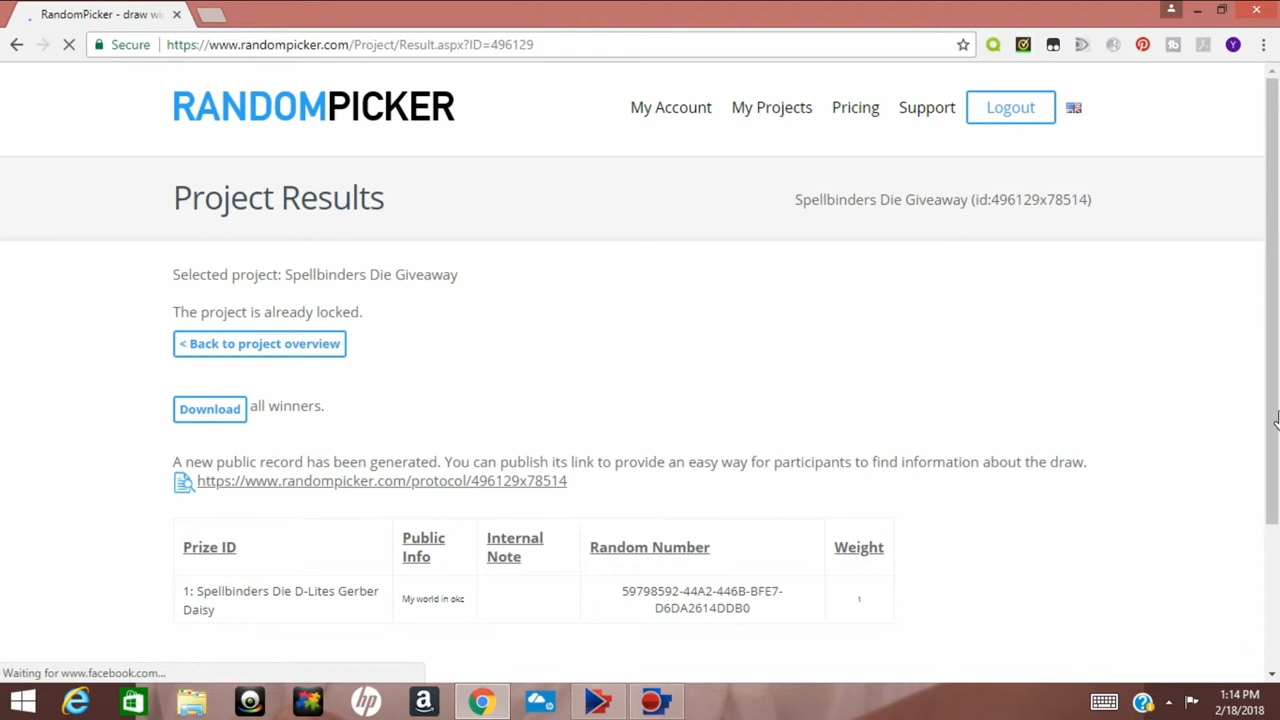 RandomPicker - draw wi
Secure
https://www.randompicker.com/Project/Result.aspx?ID=496129
RANDOMPICKER
My Account
My Projects
Pricing
Support
Logout
Project Results
Spellbinders Die Giveaway (id:496129x78514)
Selected project: Spellbinders Die Giveaway
The project is already locked.
< Back to project overview
Download all winners.
A new public record has been generated. You can publish its link to provide an easy way for participants to find information about the draw.
https://www.randompicker.com/protocol/496129x78514
Prize ID
Public
Info
Internal
Note
Random Number
Weight
1: Spellbinders Die D-Lites Gerber
Daisy
My world in okc
59798592-44A2-446B-BFE7-
D6DA2614DDB0
1
Waiting for www.facebook.com...
hp
a
1:14 PM
2/18/2018